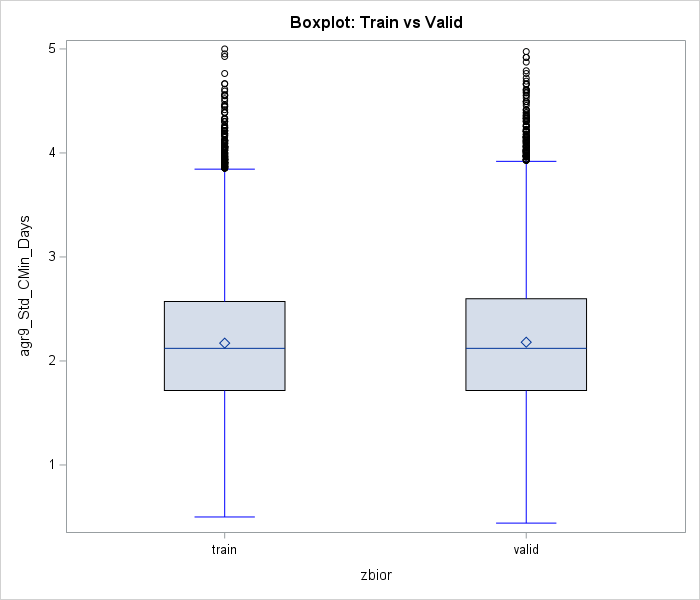 Boxplot: Train vs Valid
5
4
3
2
1
agr9_Std_CMin_Days
train
valid
zbior